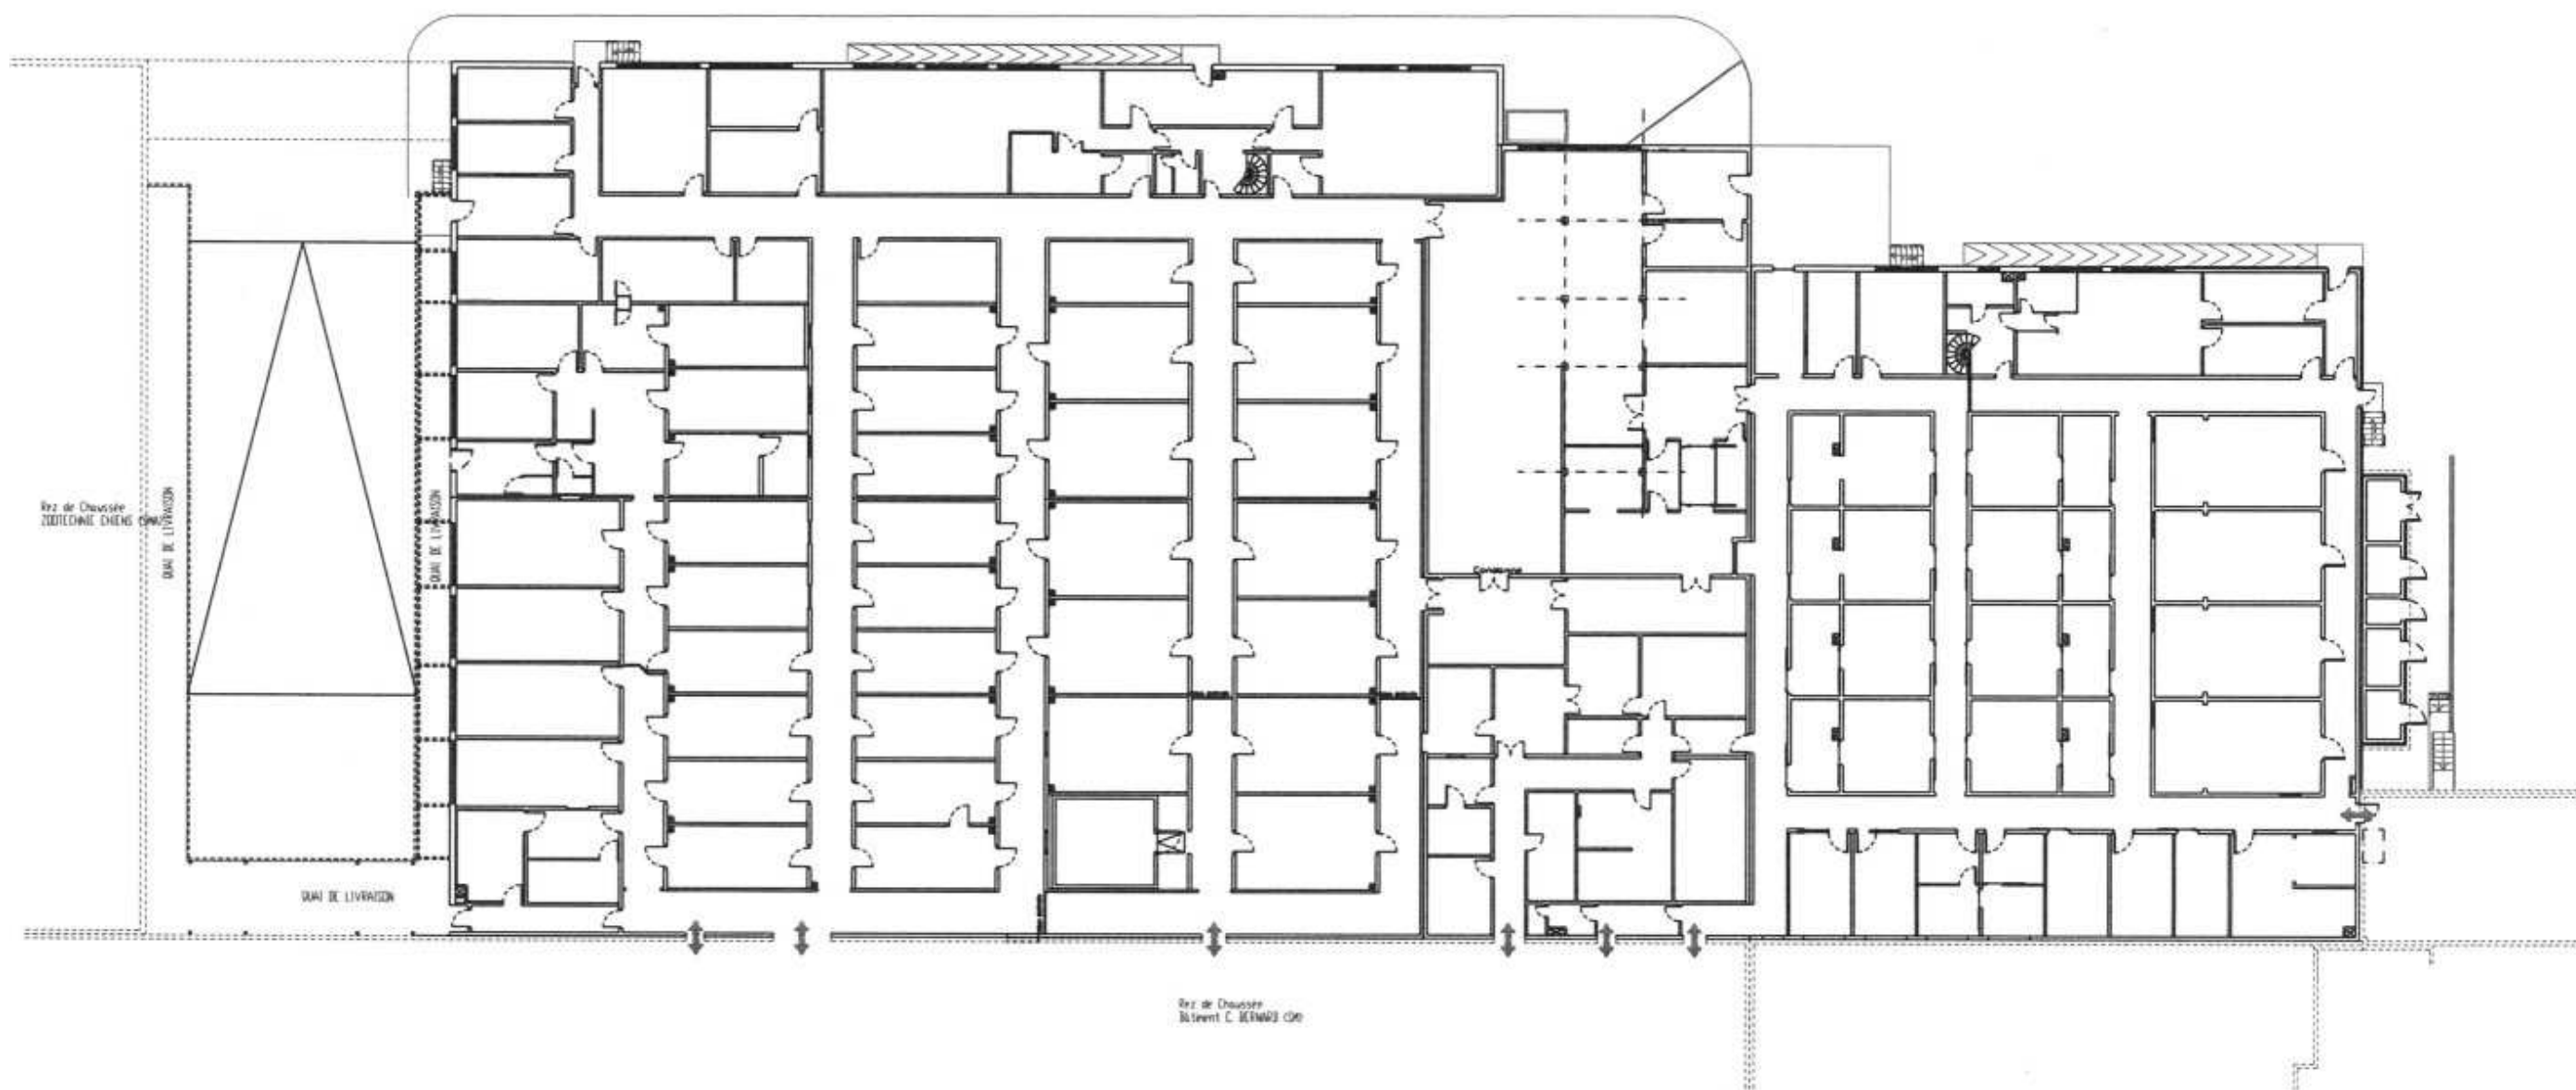 Rez de Chaussée
ZOOTECHNIE CHIENS
QUAI DE LIVRAISON
QUAI DE LIVRAISON
QUAI DE LIVRAISON
Condamné
Rez de Chaussée
Bâtiment C. BERNARD